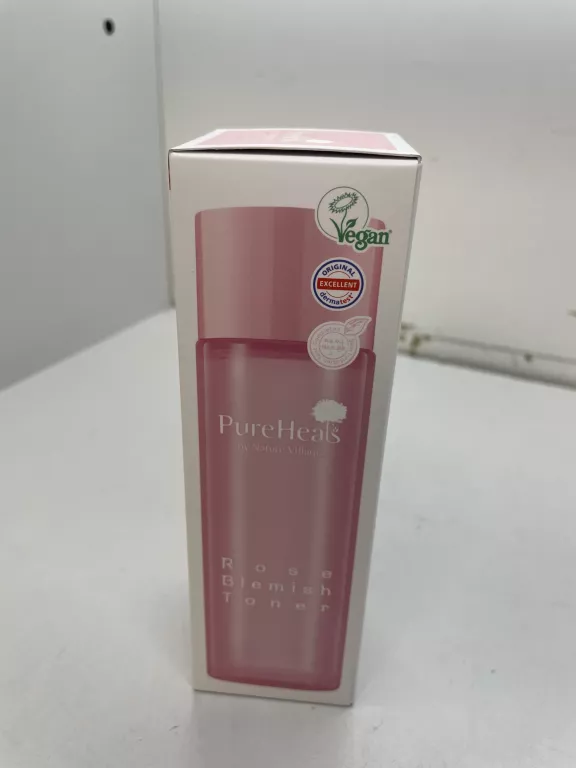 Vegan
ORIGINAL
EXCELLENT
dermatest
PureHeals
Rose
Blemish
Toner